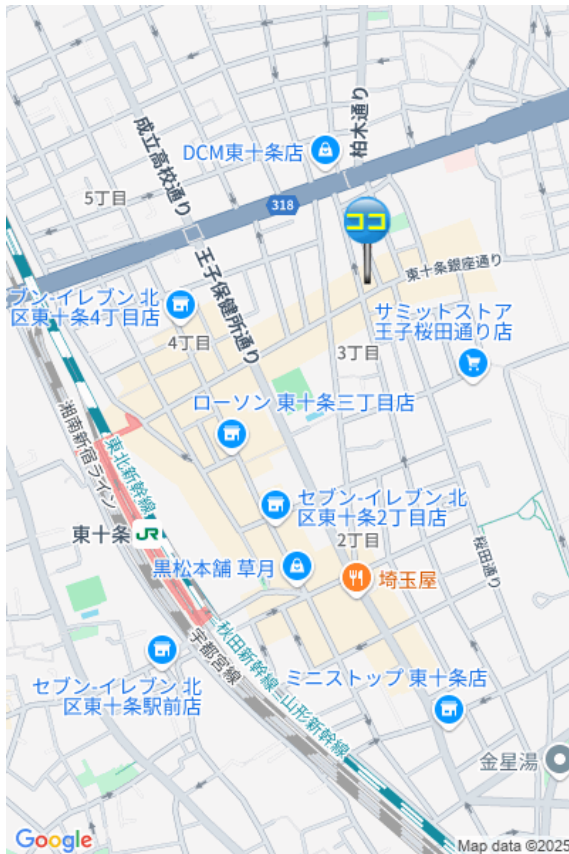 成立高校通り
柏木通り
DCM東十条店
5丁目
318
ココ
王子保健所通り
東十条銀座通り
ブン-イレブン 北
区東十条4丁目店
4丁目
サミットストア
王子桜田通り店
3丁目
ローソン 東十条三丁目店
湘南新宿ライン
東北新幹線
セブン-イレブン 北
区東十条2丁目店
東十条
JR
2丁目
桜田通り
黒松本舗 草月
埼玉屋
秋田新幹線
山形新幹線
宇都宮線
セブン-イレブン 北
区東十条駅前店
ミニストップ 東十条店
金星湯
Google
Map data ©2025